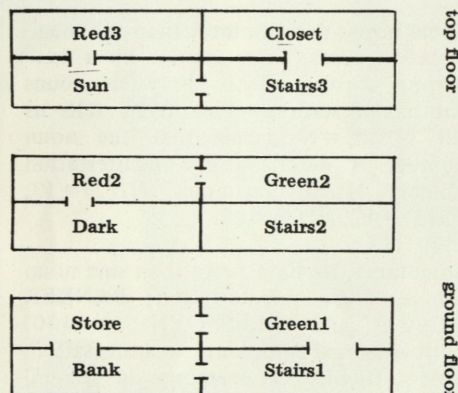 Red3 Closet
Sun Stairs3
top floor
Red2 Green2
Dark Stairs2
Store Green1
Bank Stairs1
ground floor